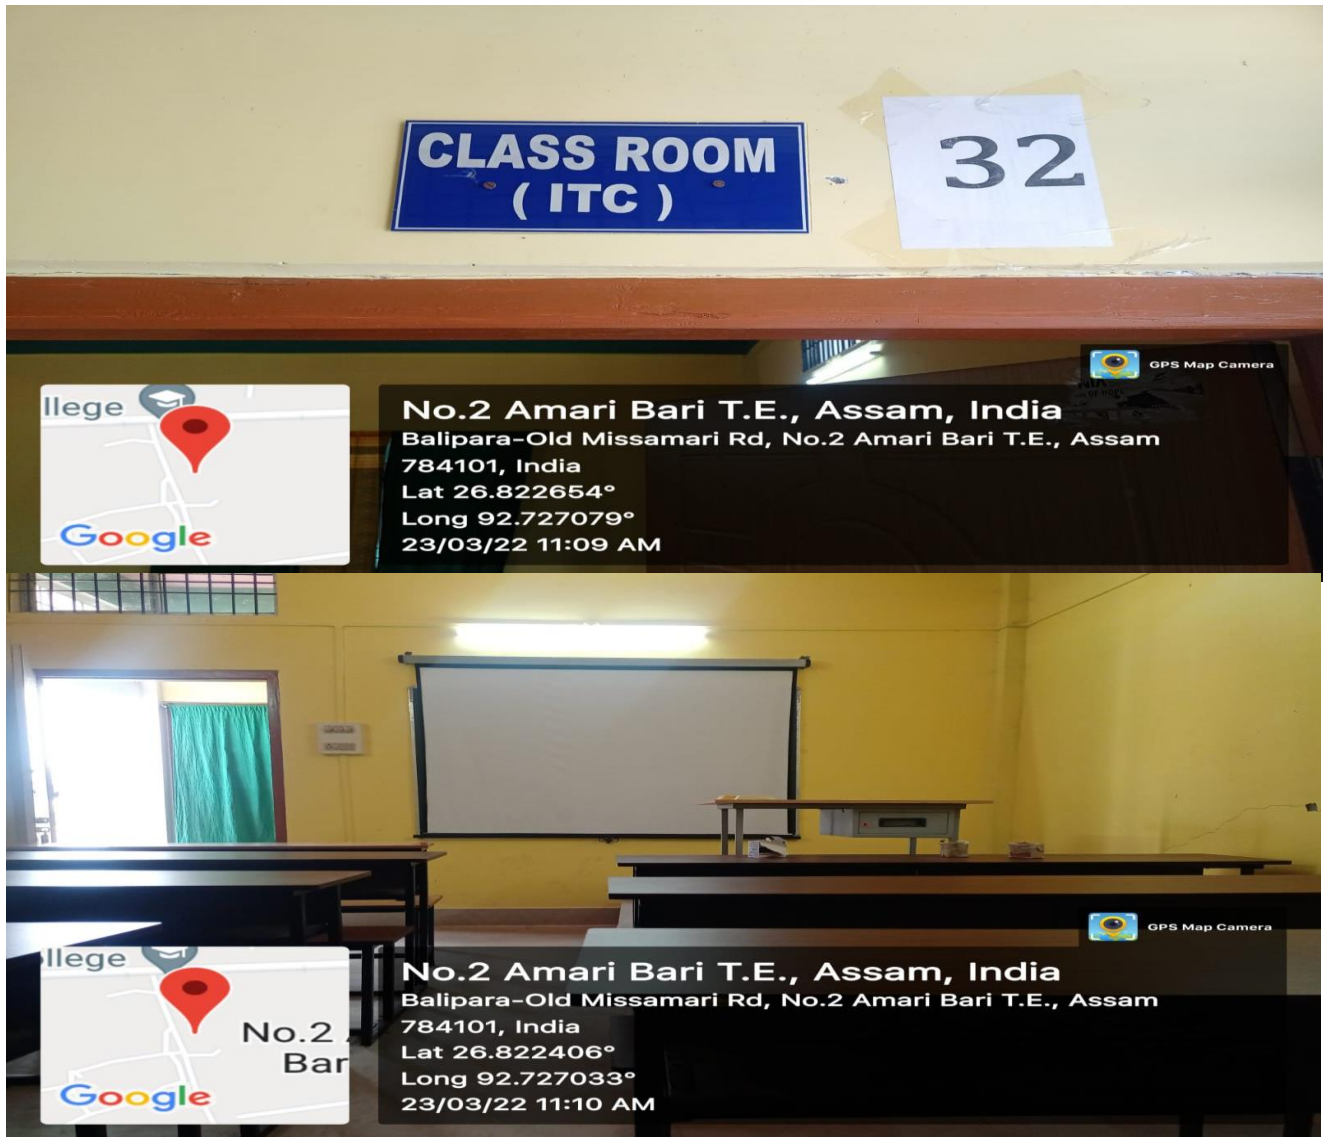 CLASS ROOM
( ITC )
32
GPS Map Camera
llege
Google
No.2 Amari Bari T.E., Assam, India
Balipara-Old Missamari Rd, No.2 Amari Bari T.E., Assam
784101, India
Lat 26.822654°
Long 92.727079°
23/03/22 11:09 AM
GPS Map Camera
llege
No.2
Bar
Google
No.2 Amari Bari T.E., Assam, India
Balipara-Old Missamari Rd, No.2 Amari Bari T.E., Assam
784101, India
Lat 26.822406°
Long 92.727033°
23/03/22 11:10 AM